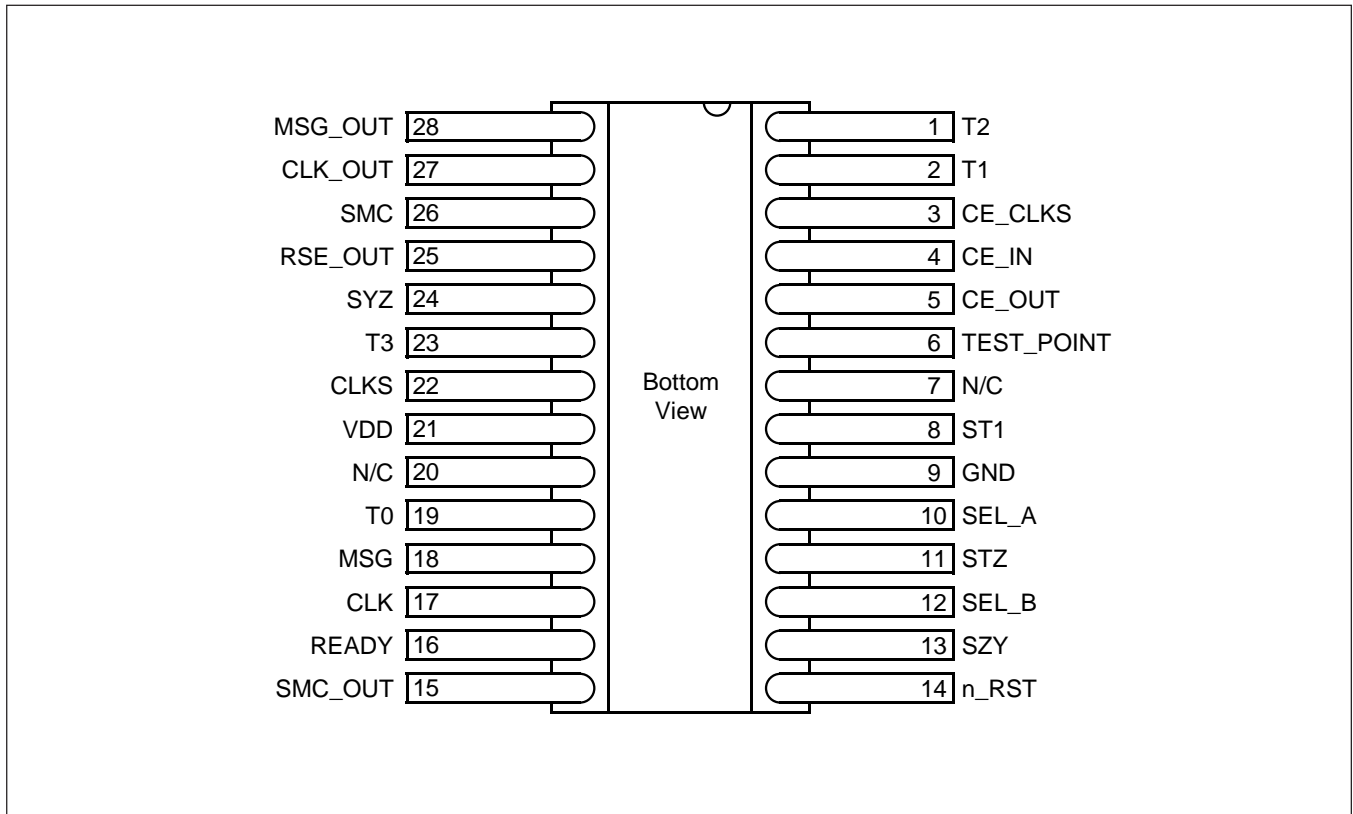 MSG_OUT 28 1 T2
CLK_OUT 27 2 T1
SMC 26 3 CE_CLKS
RSE_OUT 25 4 CE_IN
SYZ 24 5 CE_OUT
T3 23 6 TEST_POINT
CLKS 22 7 N/C
VDD 21 8 ST1
N/C 20 9 GND
T0 19 10 SEL_A
MSG 18 11 STZ
CLK 17 12 SEL_B
READY 16 13 SZY
SMC_OUT 15 14 n_RST
Bottom
View